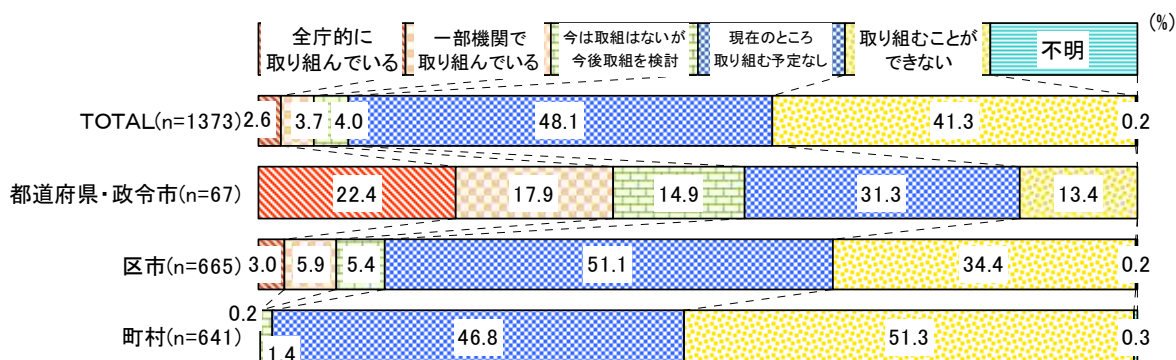 (%)
全庁的に
取り組んでいる
一部機関で
取り組んでいる
今は取組はないが
今後取組を検討
現在のところ
取り組む予定なし
取り組むことが
できない
不明
TOTAL(n=1373) 2.6 3.7 4.0 48.1 41.3 0.2
都道府県・政令市(n=67) 22.4 17.9 14.9 31.3 13.4
区市(n=665) 3.0 5.9 5.4 51.1 34.4 0.2
0.2
町村(n=641) 1.4 46.8 51.3 0.3